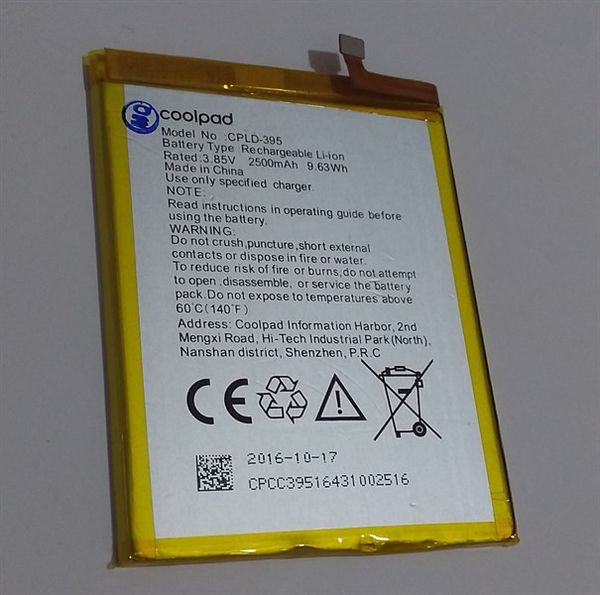 coolpad
Model No. :CPLD-395
Battery Type Rechargeable Li-ion
Rated:3.85V 2500mAh 9.63Wh
Made in China
Use only specified charger.
NOTE:
Read instructions in operating guide before
using the battery.
WARNING:
Do not crush,puncture,short external
contacts or dispose in fire or water.
To reduce risk of fire or burns,do not attempt
to open ,disassemble, or service the battery
pack.Do not expose to temperatures above
60°C(140°F)
Address: Coolpad Information Harbor, 2nd
Mengxi Road, Hi-Tech Industrial Park(North),
Nanshan district, Shenzhen, P.R.C
CE
2016-10-17
CPCC39516431002516